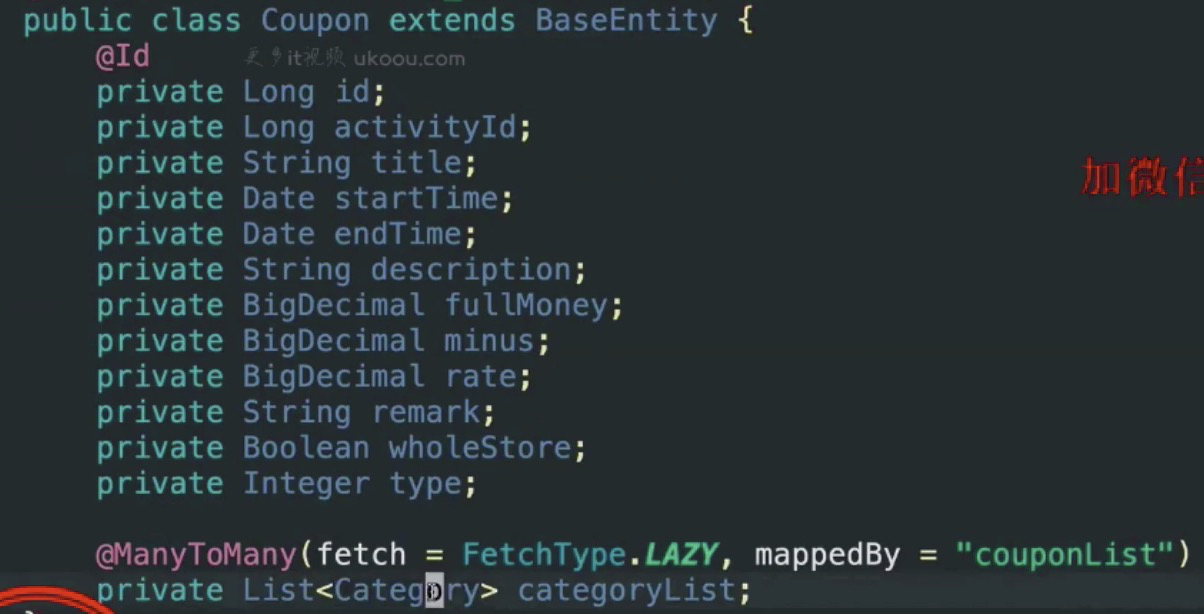 public class Coupon extends BaseEntity {
@Id
更多it视频 ukoou.com
private Long id;
private Long activityId;
private String title;
加微信
private Date startTime;
private Date endTime;
private String description;
private BigDecimal fullMoney;
private BigDecimal minus;
private BigDecimal rate;
private String remark;
private Boolean wholeStore;
private Integer type;
@ManyToMany(fetch = FetchType.LAZY, mappedBy = "couponList")
private List<Category> categoryList;